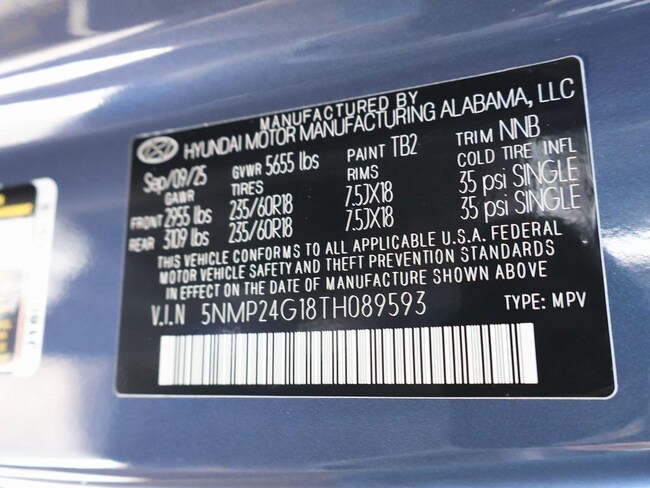 MANUFACTURED BY
HYUNDAI MOTOR MANUFACTURING ALABAMA, LLC
Sep/09/25 GVWR 5655 lbs PAINT TB2 TRIM NNB
GAWR TIRES RIMS COLD TIRE INFL
FRONT 2955 lbs 235/60R18 7.5JX18 35 psi SINGLE
REAR 3109 lbs 235/60R18 7.5JX18 35 psi SINGLE
THIS VEHICLE CONFORMS TO ALL APPLICABLE U.S.A. FEDERAL
MOTOR VEHICLE SAFETY AND THEFT PREVENTION STANDARDS
IN EFFECT ON THE DATE OF MANUFACTURE SHOWN ABOVE
V.I.N 5NMP24G18TH089593 TYPE: MPV